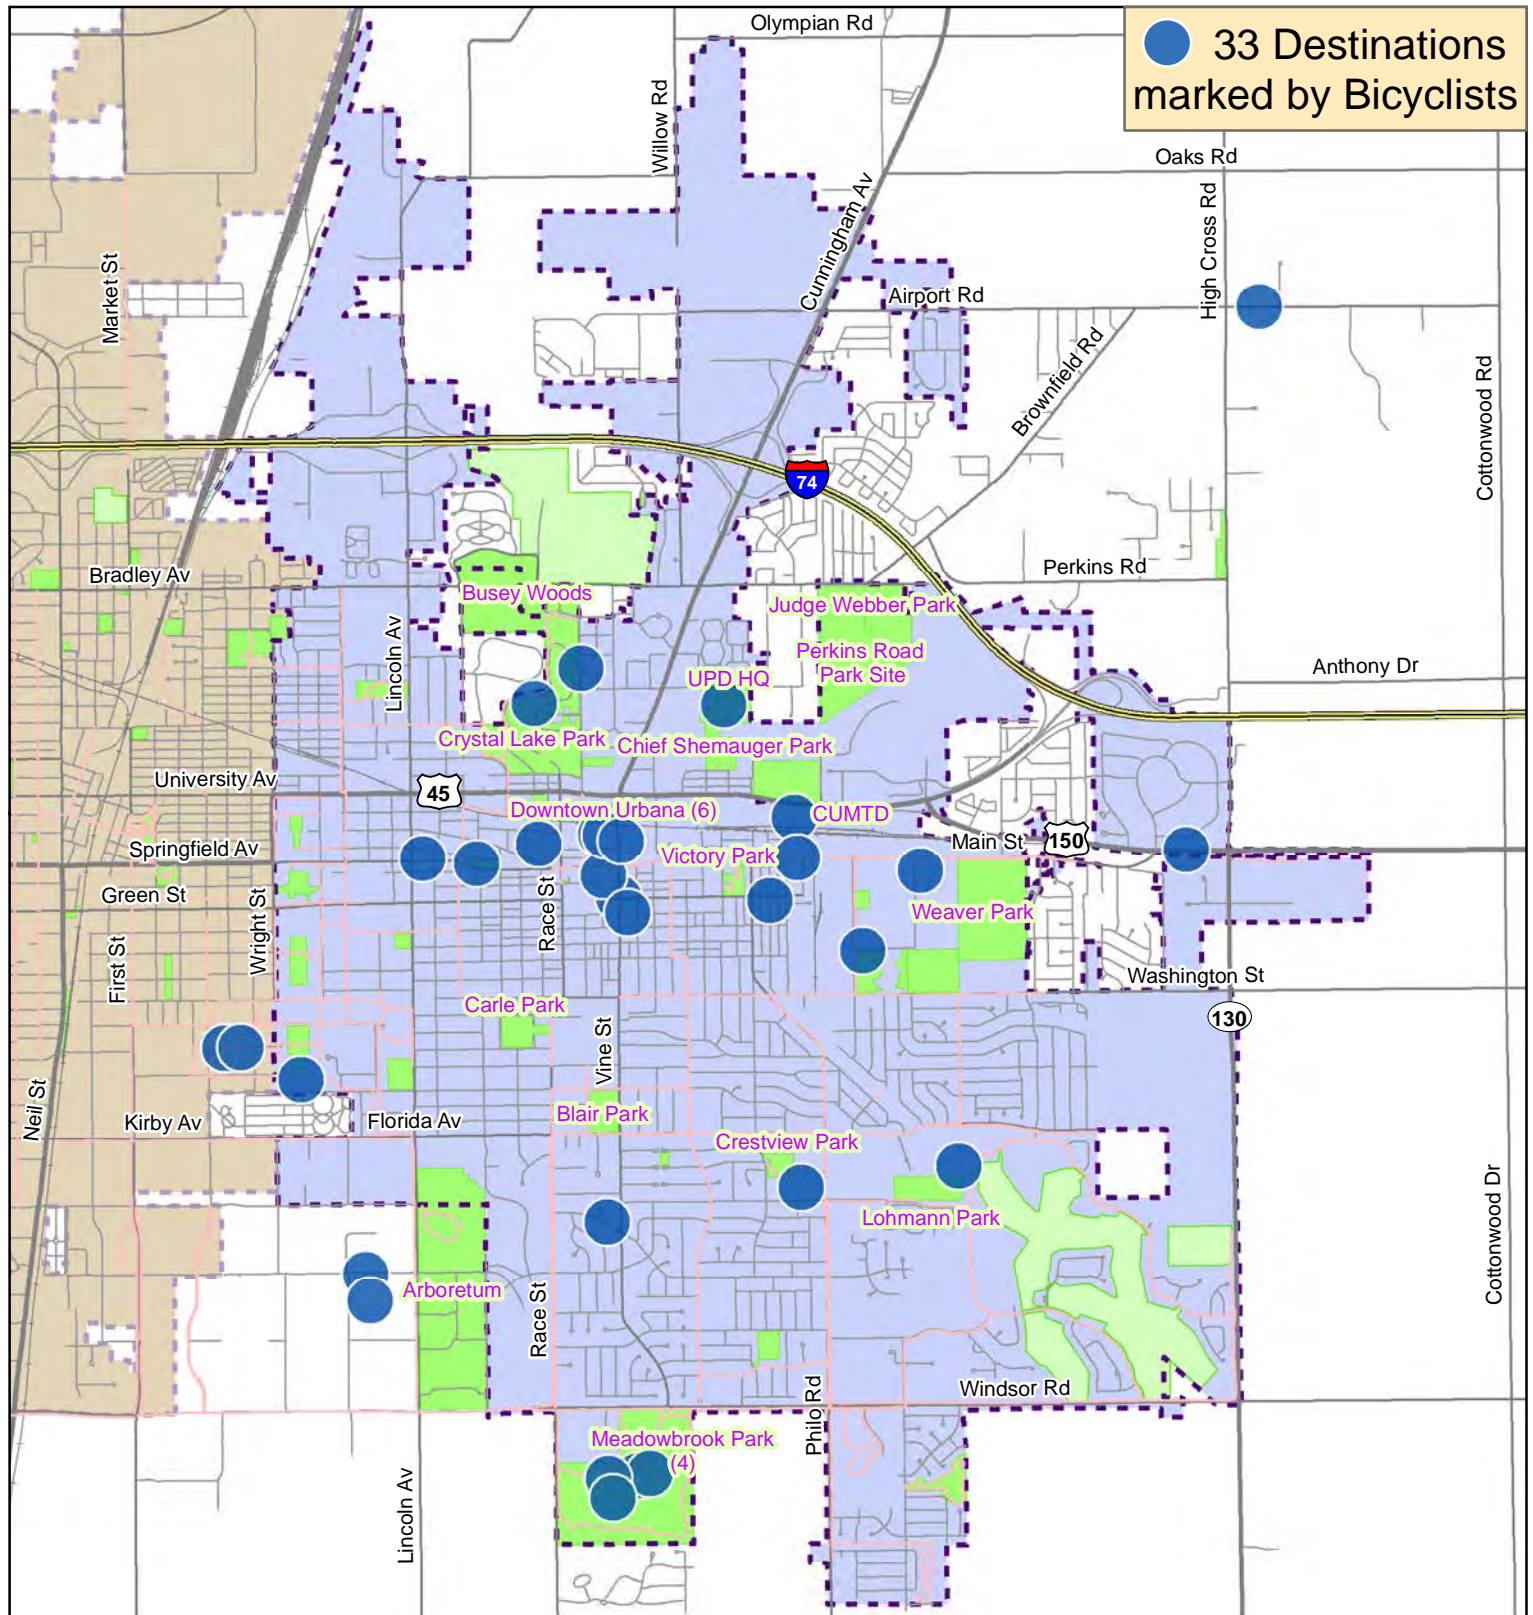 Olympian Rd
33 Destinations
marked by Bicyclists
Willow Rd
Oaks Rd
Cunningham Av
High Cross Rd
Market St
Airport Rd
Brownfield Rd
Cottonwood Rd
74
Bradley Av
Perkins Rd
Busey Woods
Judge Webber Park
Lincoln Av
Perkins Road
Park Site
Anthony Dr
UPD HQ
Crystal Lake Park
Chief Shemauger Park
University Av
45
Downtown Urbana (6)
CUMTD
Main St
150
Springfield Av
Victory Park
Green St
Wright St
Race St
Weaver Park
First St
Washington St
Carle Park
130
Vine St
Neil St
Kirby Av
Florida Av
Blair Park
Crestview Park
Cottonwood Dr
Lohmann Park
Arboretum
Race St
Windsor Rd
Philo Rd
Meadowbrook Park
(4)
Lincoln Av